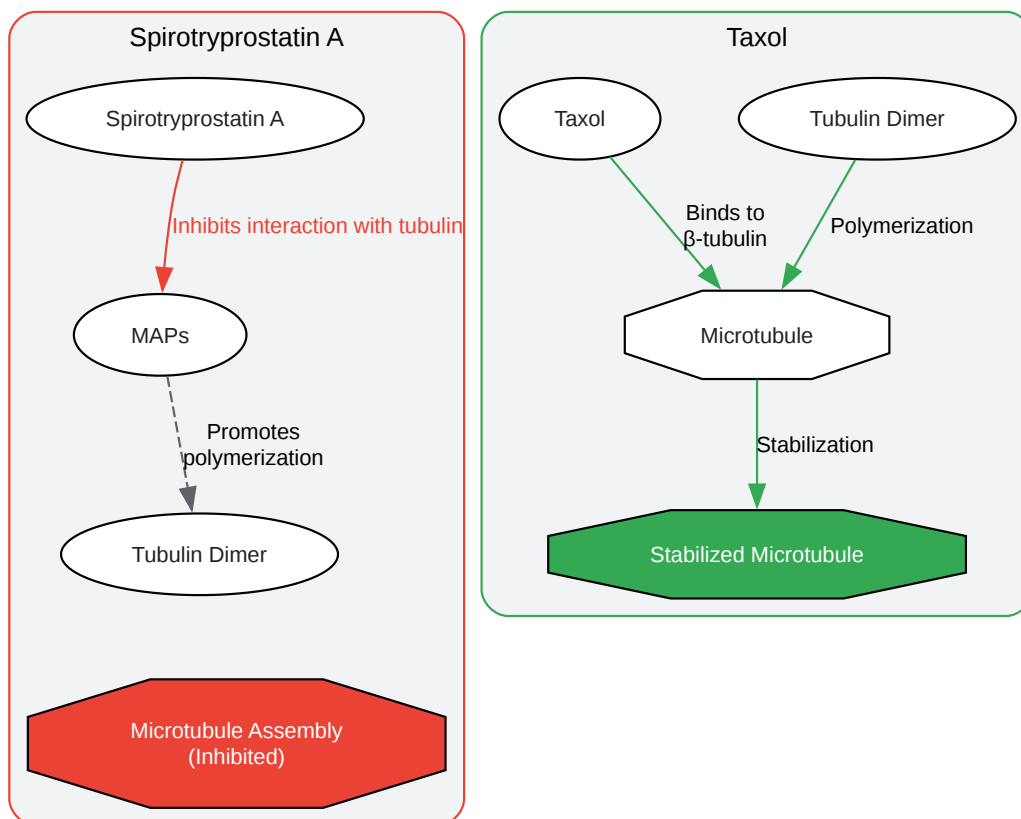 Spirotryprostatin A
Spirotryprostatin A
Inhibits interaction with tubulin
MAPs
Promotes
polymerization
Tubulin Dimer
Microtubule Assembly
(Inhibited)
Taxol
Taxol
Tubulin Dimer
Binds to
β-tubulin
Polymerization
Microtubule
Stabilization
Stabilized Microtubule